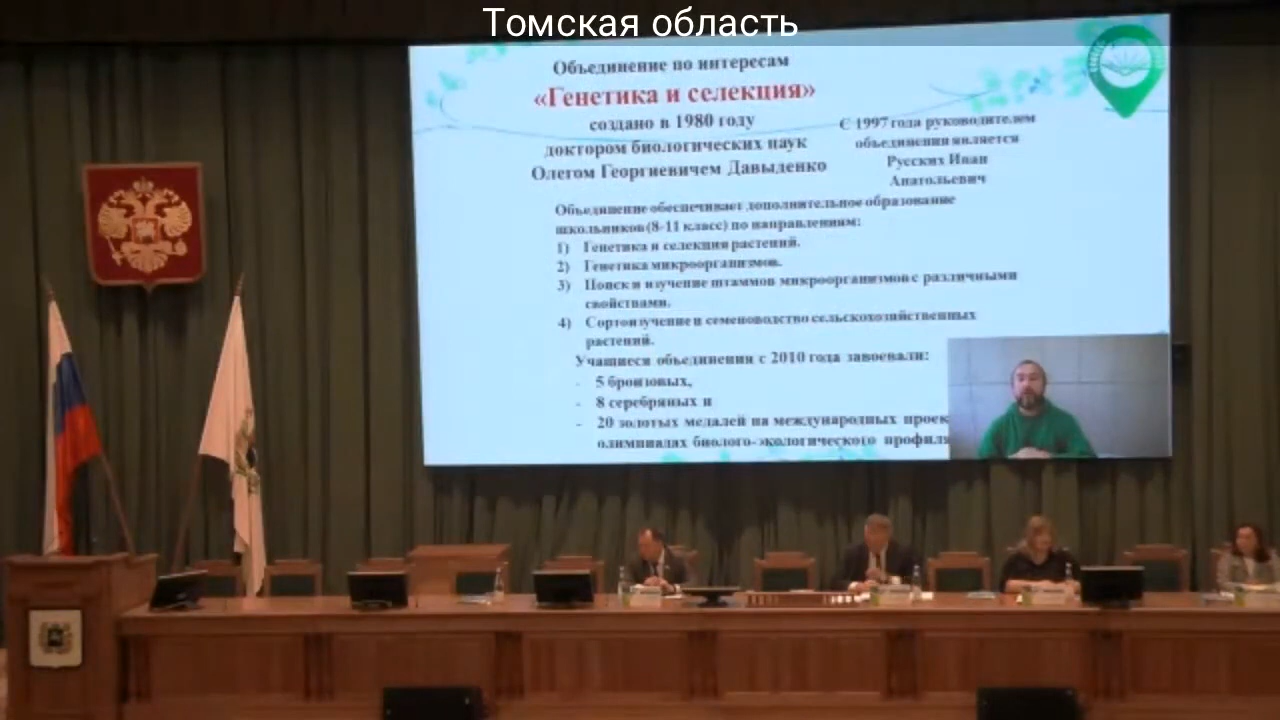 Томская область
Объединение по интересам
«Генетика и селекция»
создано в 1980 году
доктором биологических наук
Олегом Георгиевичем Давыденко
С 1997 года руководителем
объединения является
Русских Иван
Анатольевич
Объединение обеспечивает дополнительное образование
школьников (8-11 класс) по направлениям:
1) Генетика и селекция растений.
2) Генетика микроорганизмов.
3) Поиск и изучение штаммов микроорганизмов с различными
свойствами.
4) Сортоизучение и семеноводство сельскохозяйственных
растений.
Учащиеся объединения с 2010 года завоевали:
- 5 бронзовых,
- 8 серебряных и
- 20 золотых медалей на международных проек
олимпиадах биолого-экологического профиля